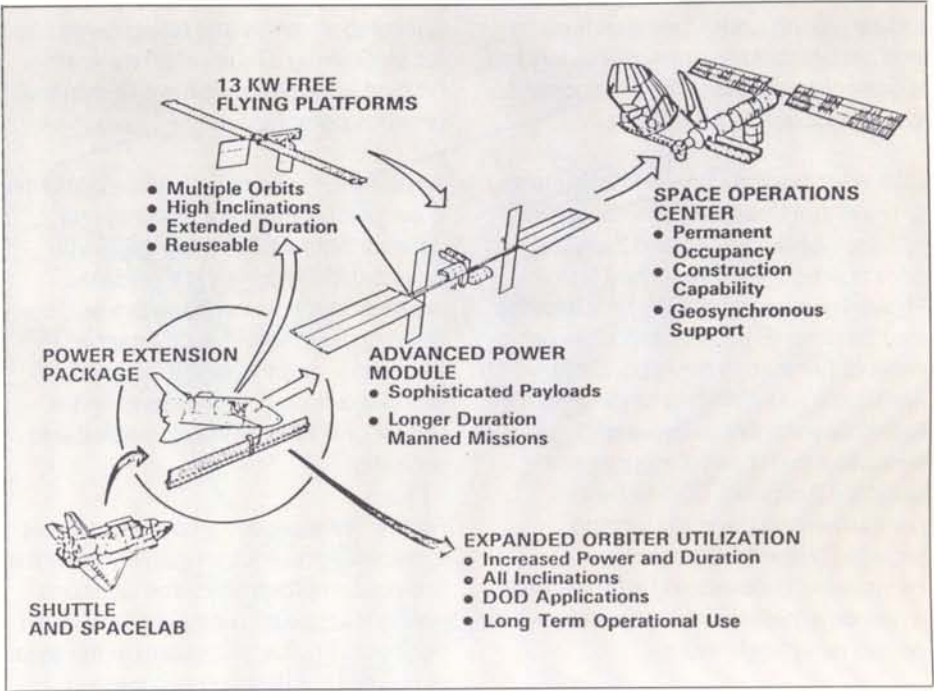 13 KW FREE
FLYING PLATFORMS
• Multiple Orbits
• High Inclinations
• Extended Duration
• Reuseable
SPACE OPERATIONS
CENTER
• Permanent
Occupancy
• Construction
Capability
• Geosynchronous
Support
POWER EXTENSION
PACKAGE
ADVANCED POWER
MODULE
• Sophisticated Payloads
• Longer Duration
Manned Missions
SHUTTLE
AND SPACELAB
EXPANDED ORBITER UTILIZATION
• Increased Power and Duration
• All Inclinations
• DOD Applications
• Long Term Operational Use